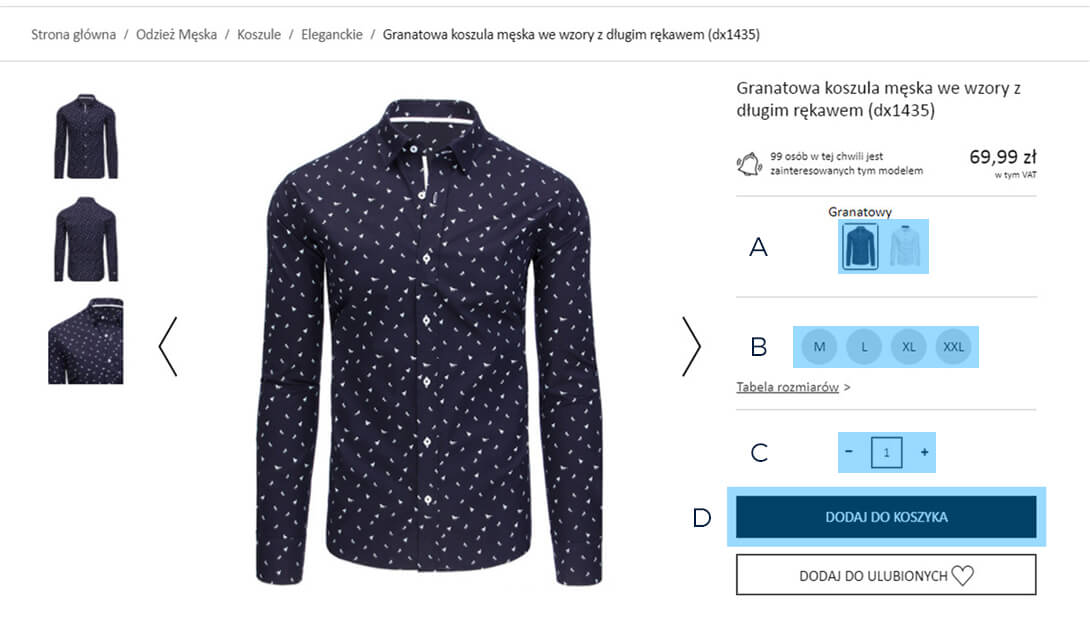 Strona główna / Odzież Męska / Koszule / Eleganckie / Granatowa koszula męska we wzory z długim rękawem (dx1435)
Granatowa koszula męska we wzory z
długim rękawem (dx1435)
99 osób w tej chwili jest
zainteresowanych tym modelem
69,99 zł
w tym VAT
Granatowy
A
B
M L XL XXL
Tabela rozmiarów >
C
- 1 +
D
DODAJ DO KOSZYKA
DODAJ DO ULUBIONYCH